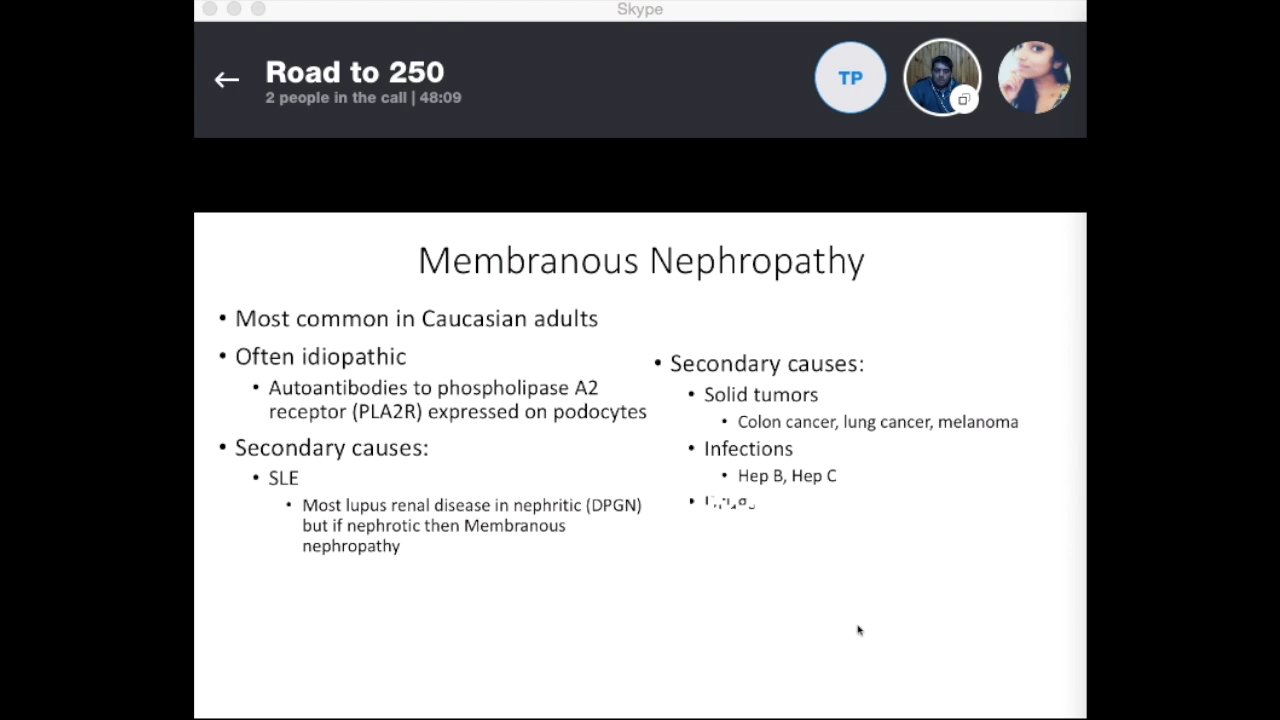 Skype
Road to 250
2 people in the call | 48:09
TP
Membranous Nephropathy
• Most common in Caucasian adults
• Often idiopathic
• Autoantibodies to phospholipase A2
receptor (PLA2R) expressed on podocytes
• Secondary causes:
• SLE
• Most lupus renal disease in nephritic (DPGN)
but if nephrotic then Membranous
nephropathy
• Secondary causes:
• Solid tumors
• Colon cancer, lung cancer, melanoma
• Infections
• Hep B, Hep C